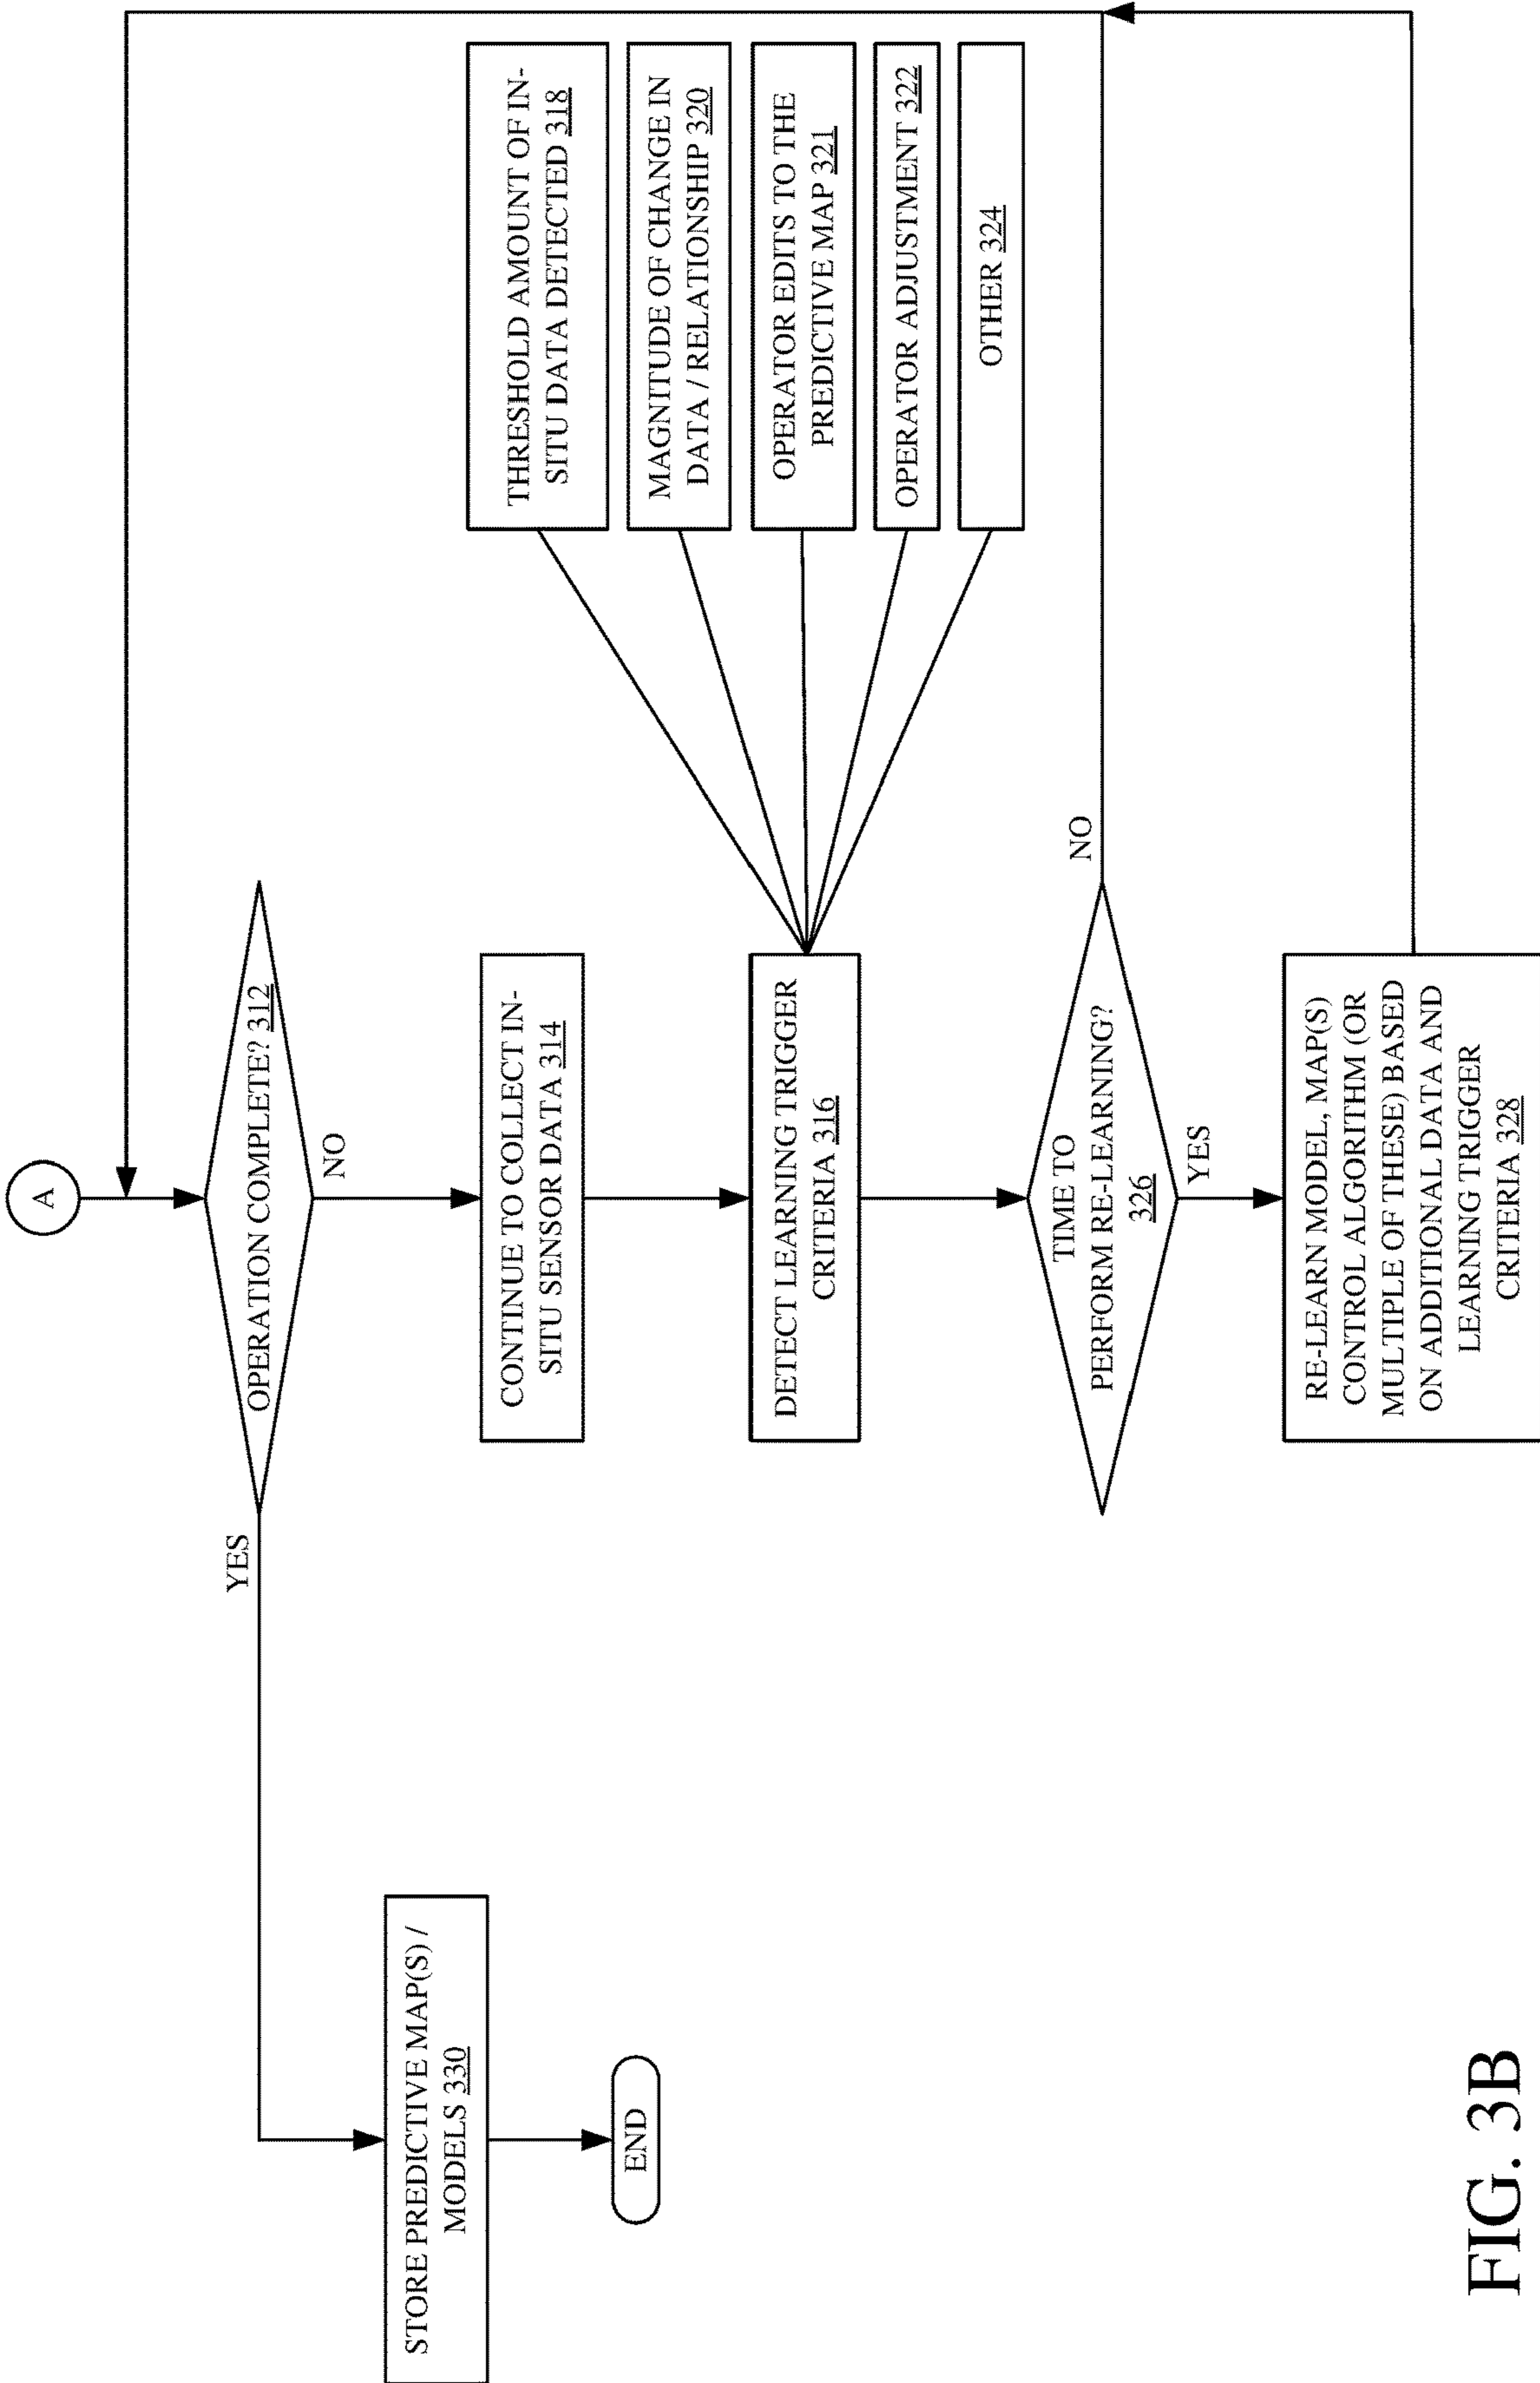 A
OPERATION COMPLETE? 312
YES
NO
CONTINUE TO COLLECT IN-
SITU SENSOR DATA 314
DETECT LEARNING TRIGGER
CRITERIA 316
THRESHOLD AMOUNT OF IN-
SITU DATA DETECTED 318
MAGNITUDE OF CHANGE IN
DATA / RELATIONSHIP 320
OPERATOR EDITS TO THE
PREDICTIVE MAP 321
OPERATOR ADJUSTMENT 322
OTHER 324
TIME TO
PERFORM RE-LEARNING?
326
NO
YES
RE-LEARN MODEL, MAP(S)
CONTROL ALGORITHM (OR
MULTIPLE OF THESE) BASED
ON ADDITIONAL DATA AND
LEARNING TRIGGER
CRITERIA 328
STORE PREDICTIVE MAP(S) /
MODELS 330
END
FIG. 3B